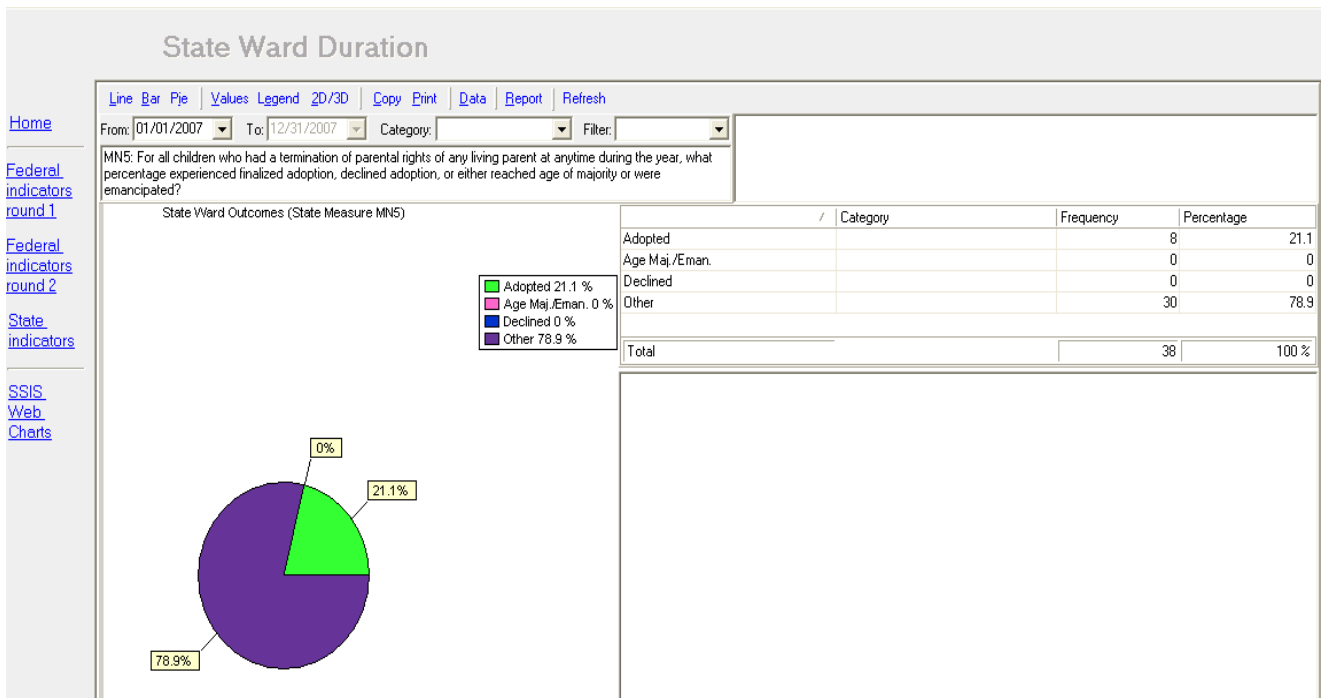 State Ward Duration
Home
Federal
indicators
round 1
Federal
indicators
round 2
State
indicators
SSIS
Web
Charts
Line Bar Pie Values Legend 2D/3D Copy Print Data Report Refresh
From: 01/01/2007 To: 12/31/2007 Category: Filter:
MN5: For all children who had a termination of parental rights of any living parent at anytime during the year, what
percentage experienced finalized adoption, declined adoption, or either reached age of majority or were
emancipated?
State Ward Outcomes (State Measure MN5)
Adopted 21.1 %
Age Maj./Eman. 0 %
Declined 0 %
Other 78.9 %
0%
21.1%
78.9%
/ Category Frequency Percentage
Adopted 8 21.1
Age Maj./Eman. 0 0
Declined 0 0
Other 30 78.9
Total 38 100 %